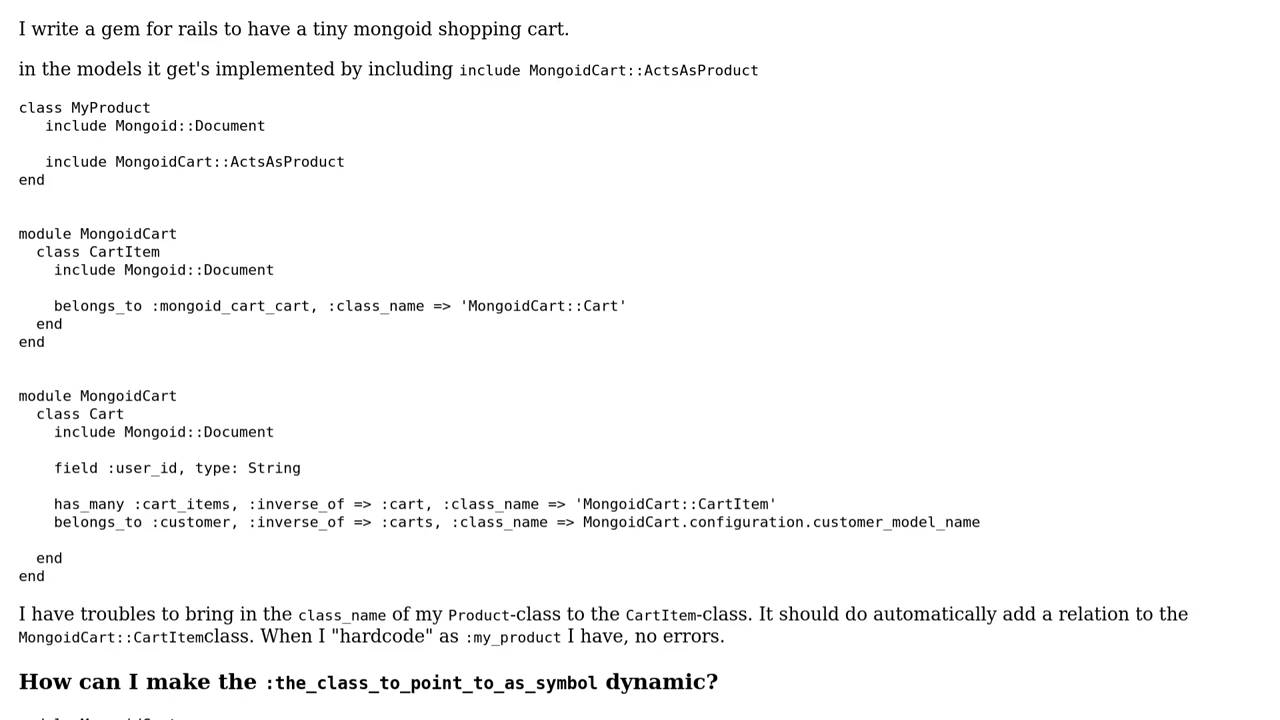 I write a gem for rails to have a tiny mongoid shopping cart.
in the models it get's implemented by including include MongoidCart::ActsAsProduct
class MyProduct
   include Mongoid::Document
   include MongoidCart::ActsAsProduct
end
module MongoidCart
  class CartItem
    include Mongoid::Document
    belongs_to :mongoid_cart_cart, :class_name => 'MongoidCart::Cart'
  end
end
module MongoidCart
  class Cart
    include Mongoid::Document
    field :user_id, type: String
    has_many :cart_items, :inverse_of => :cart, :class_name => 'MongoidCart::CartItem'
    belongs_to :customer, :inverse_of => :carts, :class_name => MongoidCart.configuration.customer_model_name
  end
end
I have troubles to bring in the class_name of my Product-class to the CartItem-class. It should do automatically add a relation to the
MongoidCart::CartItemclass. When I "hardcode" as :my_product I have, no errors.
How can I make the :the_class_to_point_to_as_symbol dynamic?